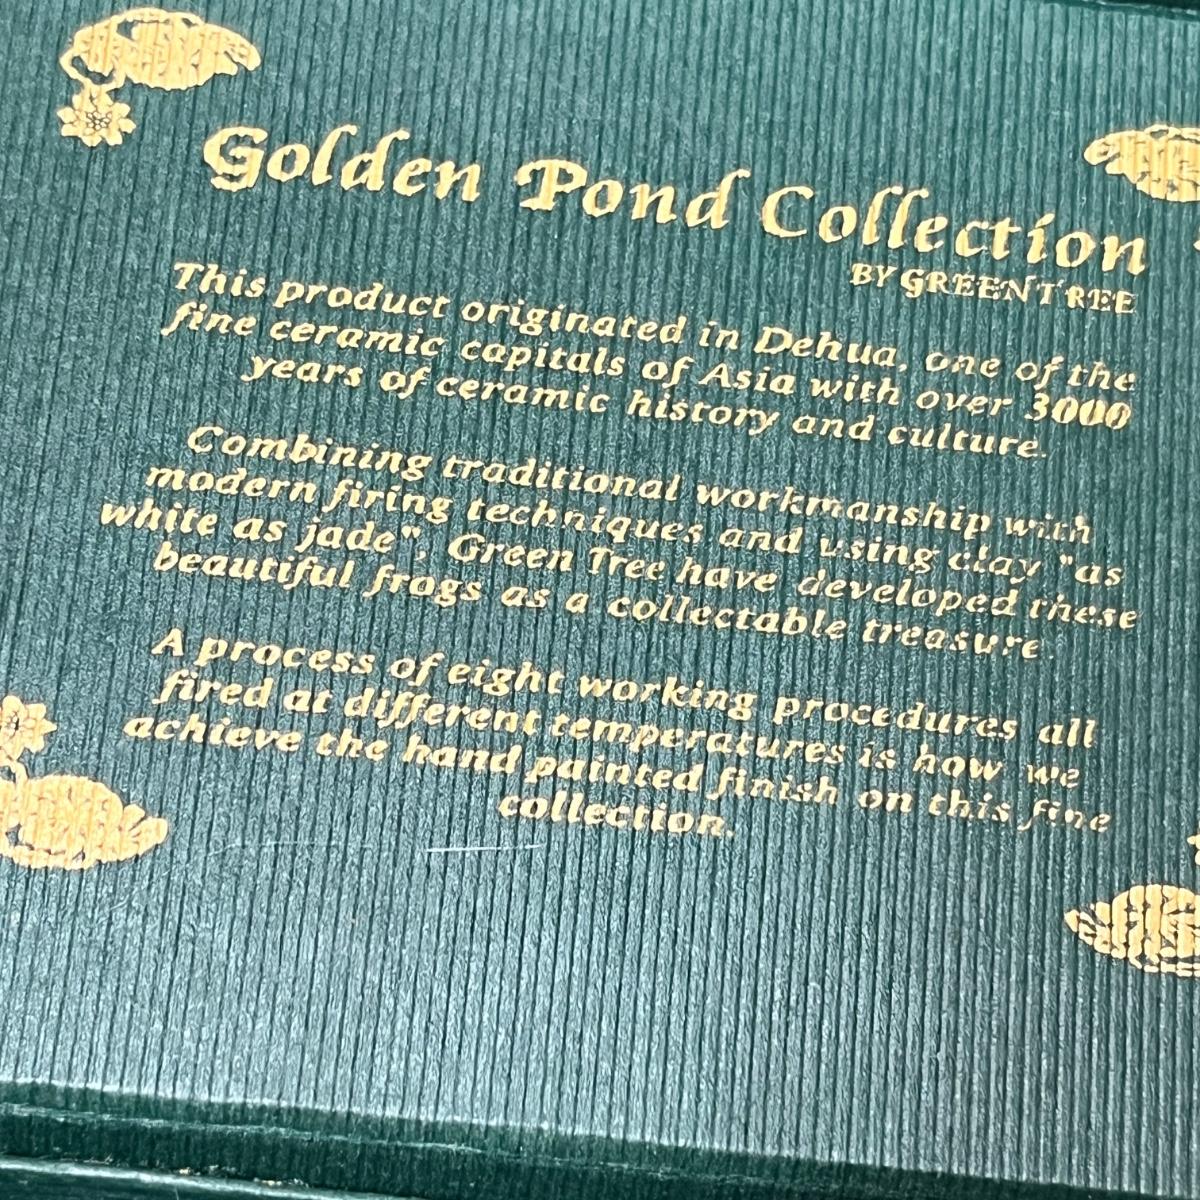 Golden Pond Collection
BY GREEN TREE
This product originated in Dehua, one of the
fine ceramic capitals of Asia with over 3000
years of ceramic history and culture.
Combining traditional workmanship with
modern firing techniques and using clay "as
white as jade", Green Tree have developed these
beautiful frogs as a collectable treasure.
A process of eight working procedures all
fired at different temperatures is how we
achieve the hand painted finish on this fine
collection.